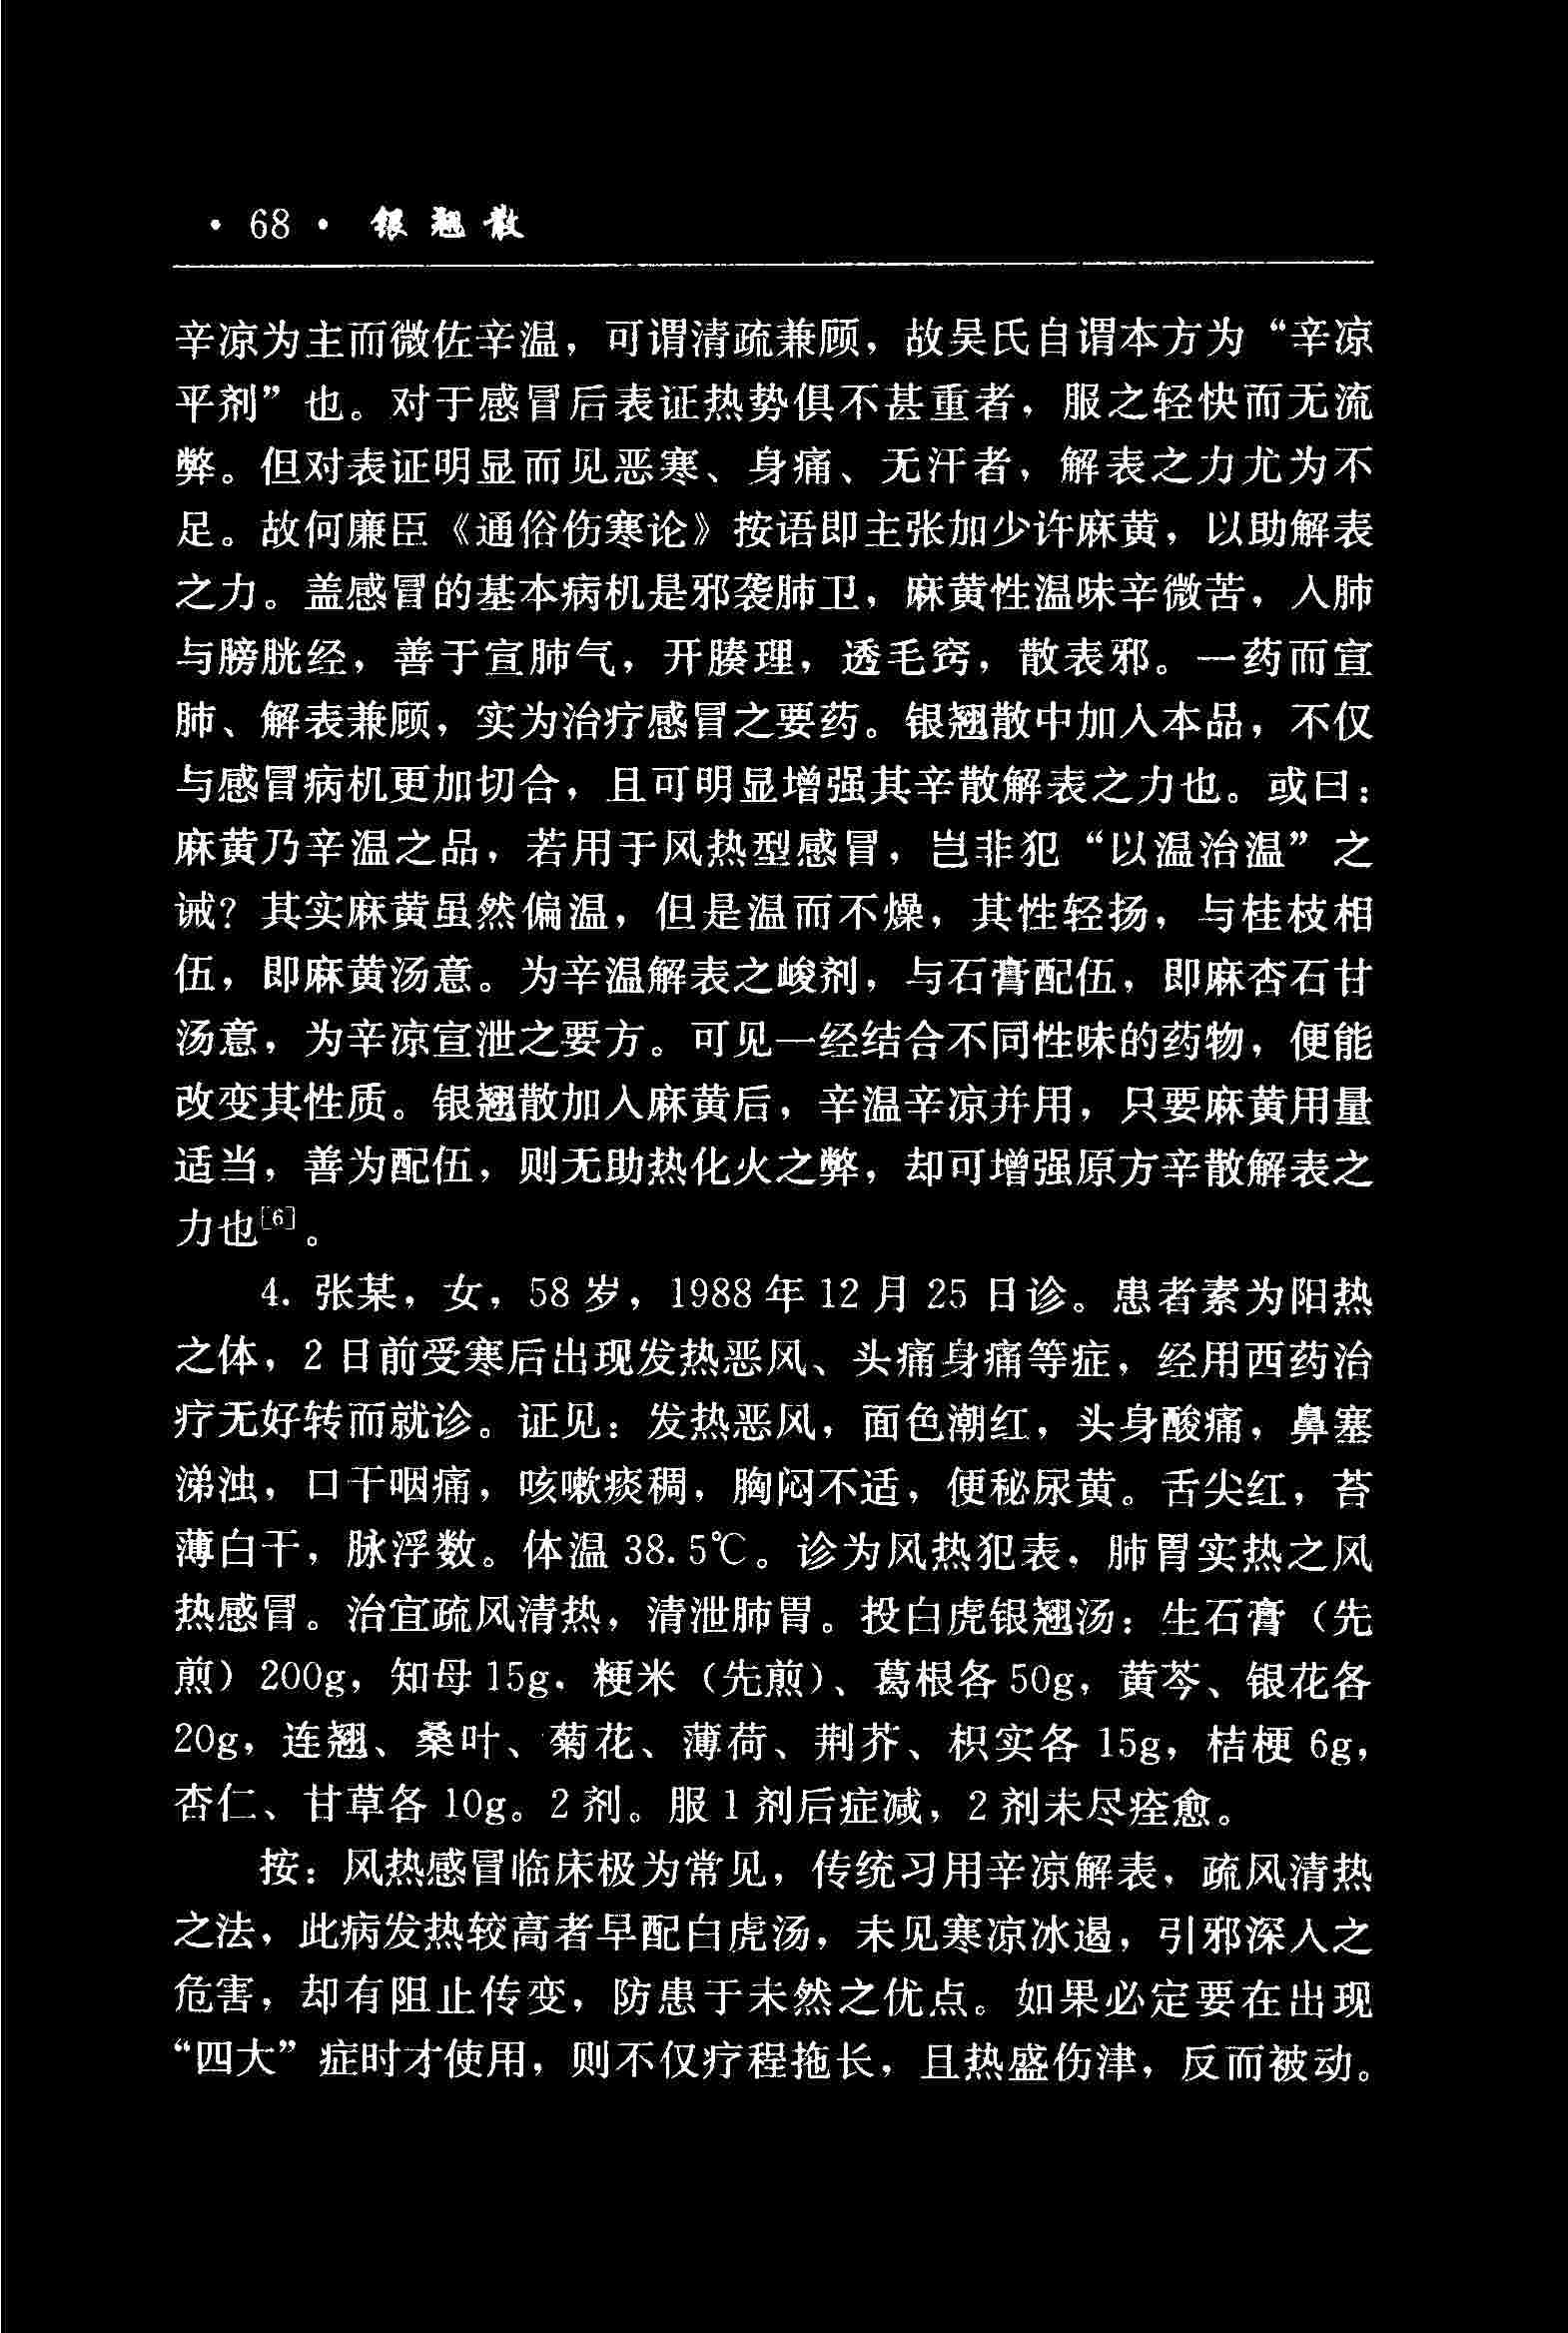 · 68 · 银翘散
辛凉为主而微佐辛温，可谓清疏兼顾，故吴氏自谓本方为“辛凉
平剂”也。对于感冒后表证热势俱不甚重者，服之轻快而无流
弊。但对表证明显而见恶寒、身痛、无汗者，解表之力尤为不
足。故何廉臣《通俗伤寒论》按语即主张加少许麻黄，以助解表
之力。盖感冒的基本病机是邪袭肺卫，麻黄性温味辛微苦，入肺
与膀胱经，善于宣肺气，开腠理，透毛窍，散表邪。一药而宣
肺、解表兼顾，实为治疗感冒之要药。银翘散中加入本品，不仅
与感冒病机更加切合，且可明显增强其辛散解表之力也。或曰：
麻黄乃辛温之品，若用于风热型感冒，岂非犯“以温治温”之
诫？其实麻黄虽然偏温，但是温而不燥，其性轻扬，与桂枝相
伍，即麻黄汤意。为辛温解表之峻剂，与石膏配伍，即麻杏石甘
汤意，为辛凉宣泄之要方。可见一经结合不同性味的药物，便能
改变其性质。银翘散加入麻黄后，辛温辛凉并用，只要麻黄用量
适当，善为配伍，则无助热化火之弊，却可增强原方辛散解表之
力也[6]。
4. 张某，女，58岁，1988年12月25日诊。患者素为阳热
之体，2日前受寒后出现发热恶风、头痛身痛等症，经用西药治
疗无好转而就诊。证见：发热恶风，面色潮红，头身酸痛，鼻塞
涕浊，口干咽痛，咳嗽痰稠，胸闷不适，便秘尿黄。舌尖红，苔
薄白干，脉浮数。体温38.5℃。诊为风热犯表，肺胃实热之风
热感冒。治宜疏风清热，清泄肺胃。投白虎银翘汤：生石膏（先
煎）200g，知母15g，粳米（先煎）、葛根各50g，黄芩、银花各
20g，连翘、桑叶、菊花、薄荷、荆芥、枳实各15g，桔梗6g，
杏仁、甘草各10g。2剂。服1剂后症减，2剂未尽痊愈。
按：风热感冒临床极为常见，传统习用辛凉解表，疏风清热
之法，此病发热较高者早配白虎汤，未见寒凉冰遏，引邪深入之
危害，却有阻止传变，防患于未然之优点。如果必定要在出现
“四大”症时才使用，则不仅疗程拖长，且热盛伤津，反而被动。